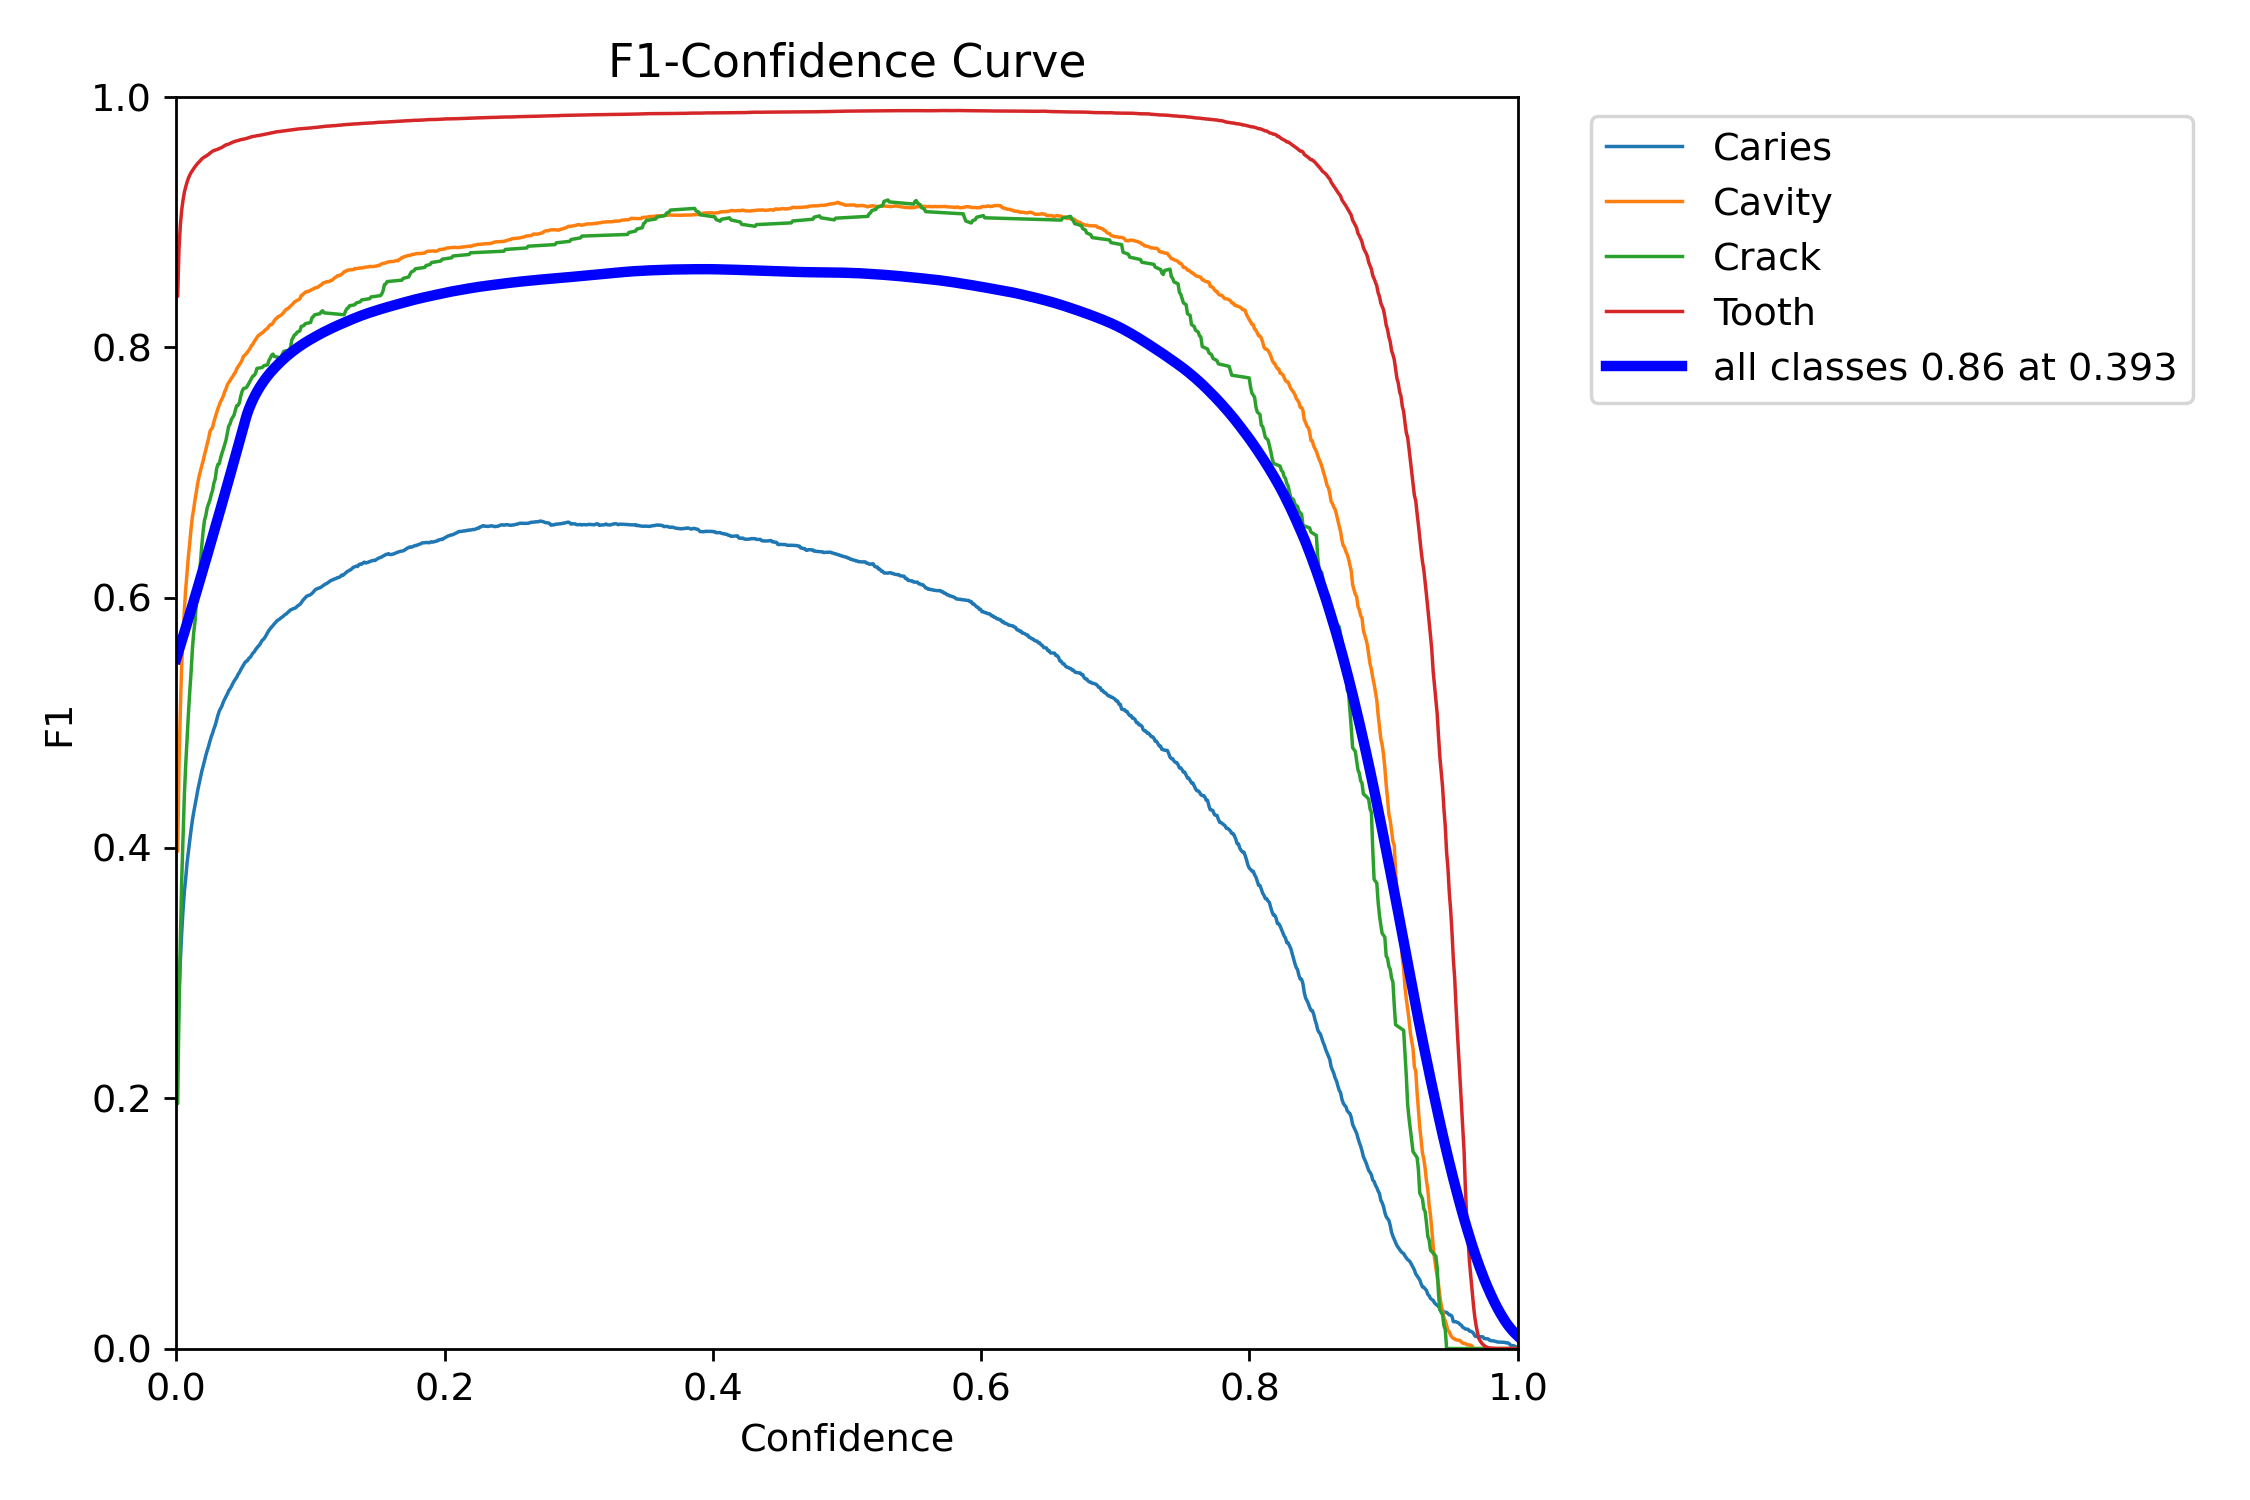 F1-Confidence Curve
1.0
0.8
0.6
0.4
0.2
0.0
F1
0.0 0.2 0.4 0.6 0.8 1.0
Confidence
Caries
Cavity
Crack
Tooth
all classes 0.86 at 0.393